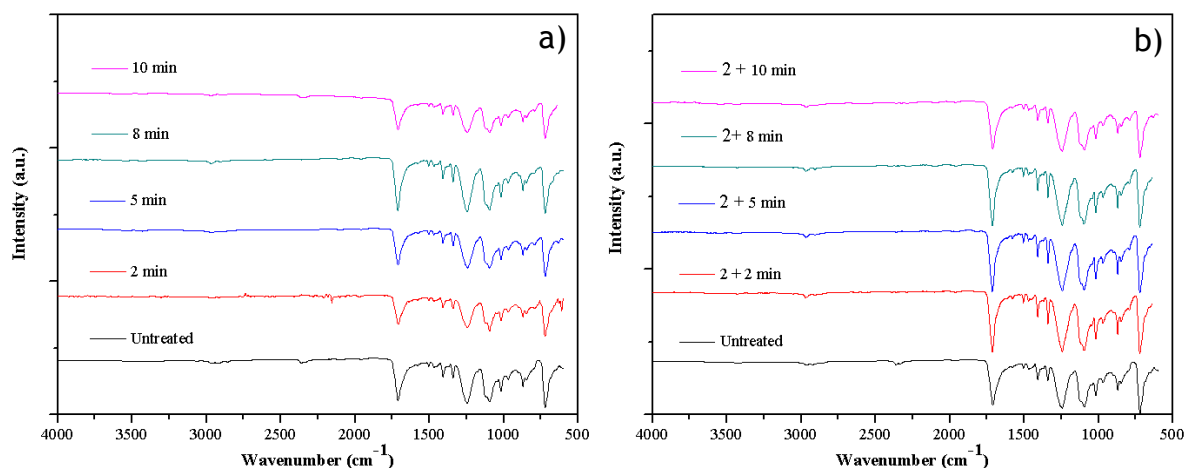 a)
10 min
8 min
5 min
2 min
Untreated
Intensity (a.u.)
4000 3500 3000 2500 2000 1500 1000 500
Wavenumber (cm⁻¹)
b)
2 + 10 min
2+ 8 min
2 + 5 min
2 + 2 min
Untreated
Intensity (a.u.)
4000 3500 3000 2500 2000 1500 1000 500
Wavenumber (cm⁻¹)